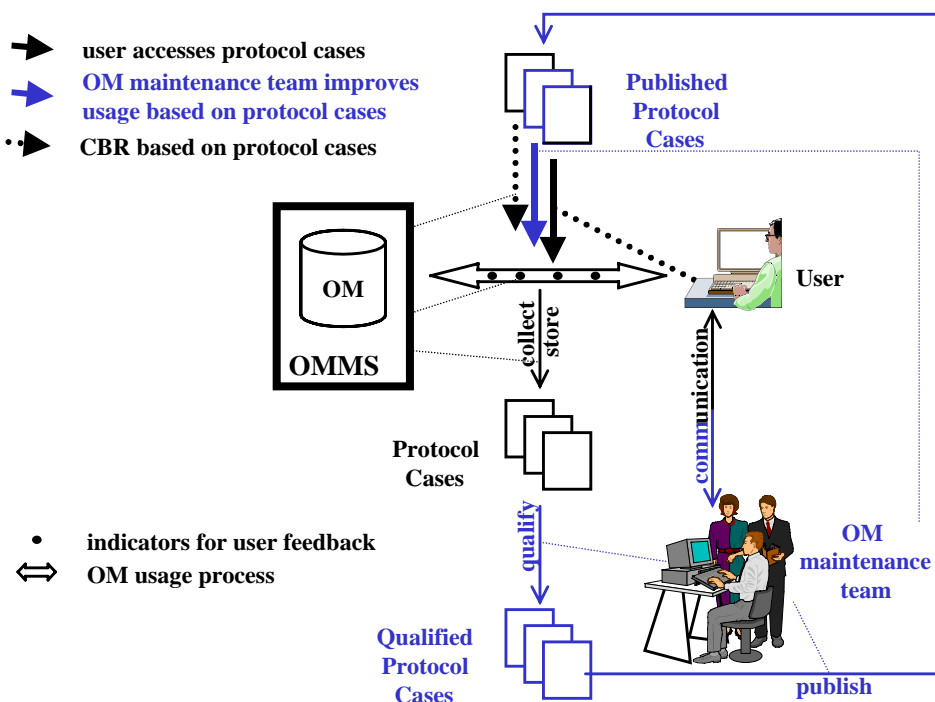 user accesses protocol cases
OM maintenance team improves
usage based on protocol cases
CBR based on protocol cases
Published
Protocol
Cases
OM
OMMS
User
collect
store
communication
Protocol
Cases
qualify
indicators for user feedback
OM usage process
OM
maintenance
team
Qualified
Protocol
Cases
publish